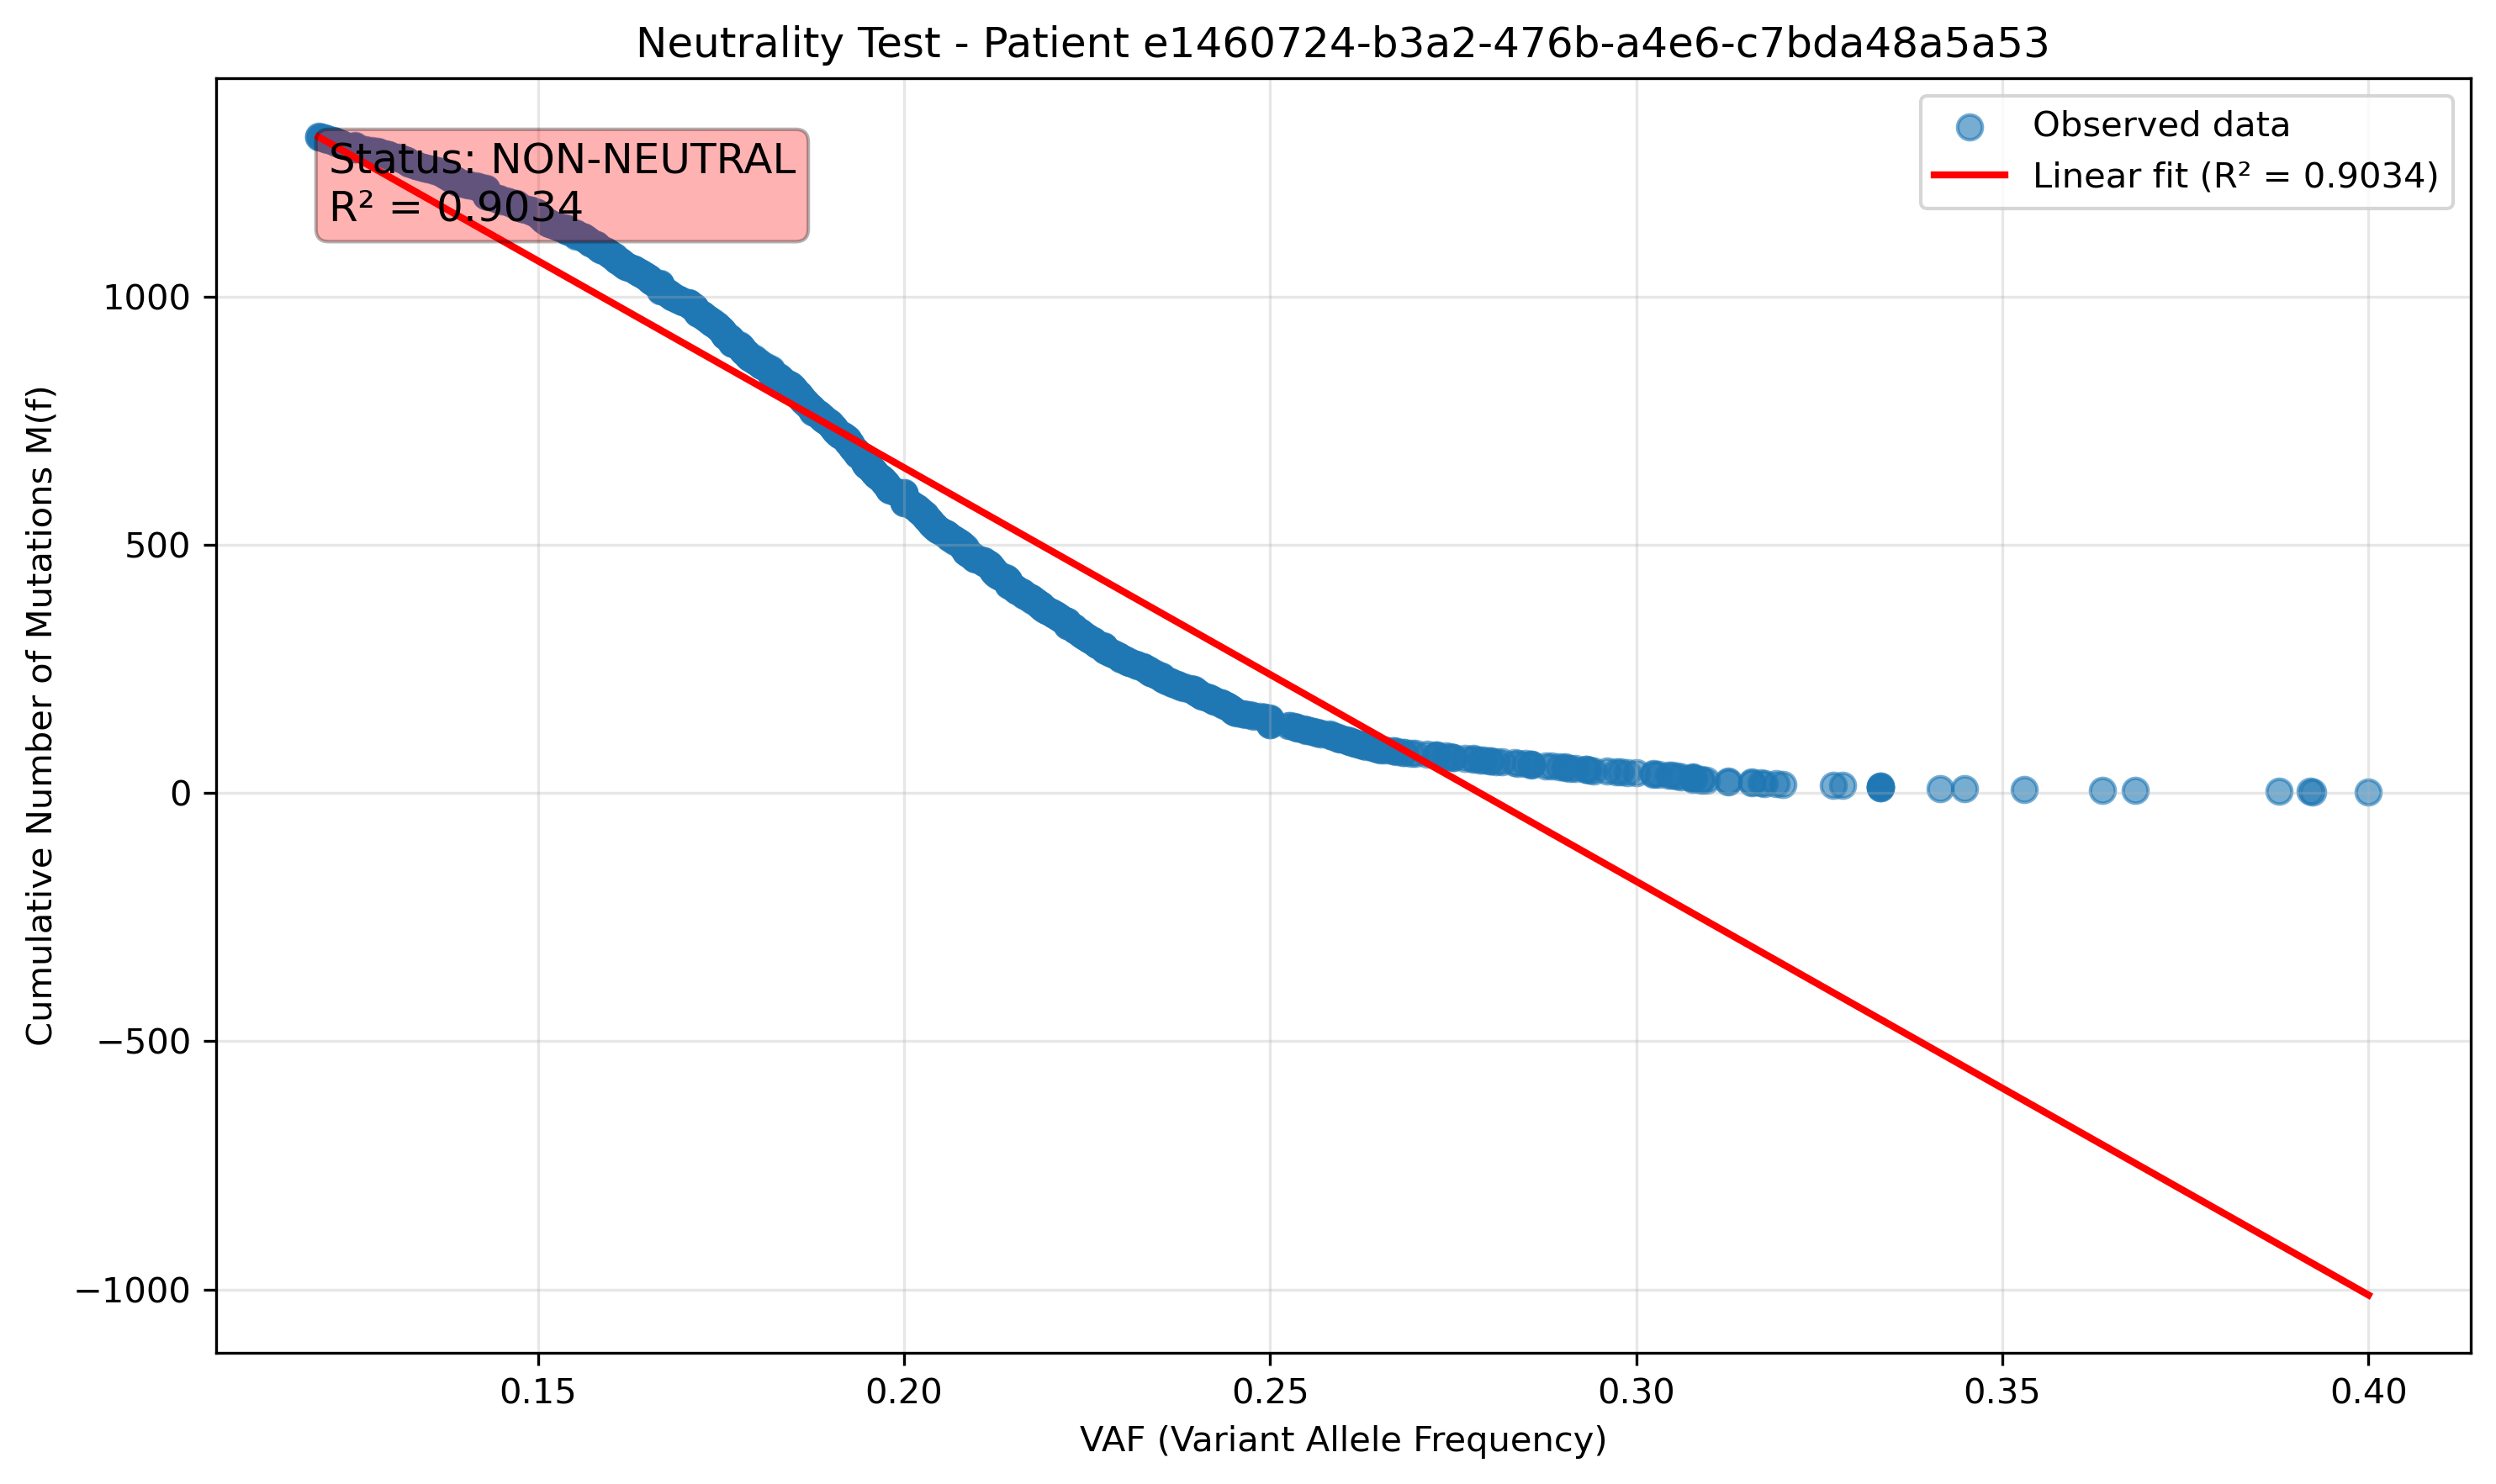 Neutrality Test - Patient e1460724-b3a2-476b-a4e6-c7bda48a5a53
Status: NON-NEUTRAL
R² = 0.9034
Observed data
Linear fit (R² = 0.9034)
Cumulative Number of Mutations M(f)
1000
500
0
−500
−1000
0.15
0.20
0.25
0.30
0.35
0.40
VAF (Variant Allele Frequency)